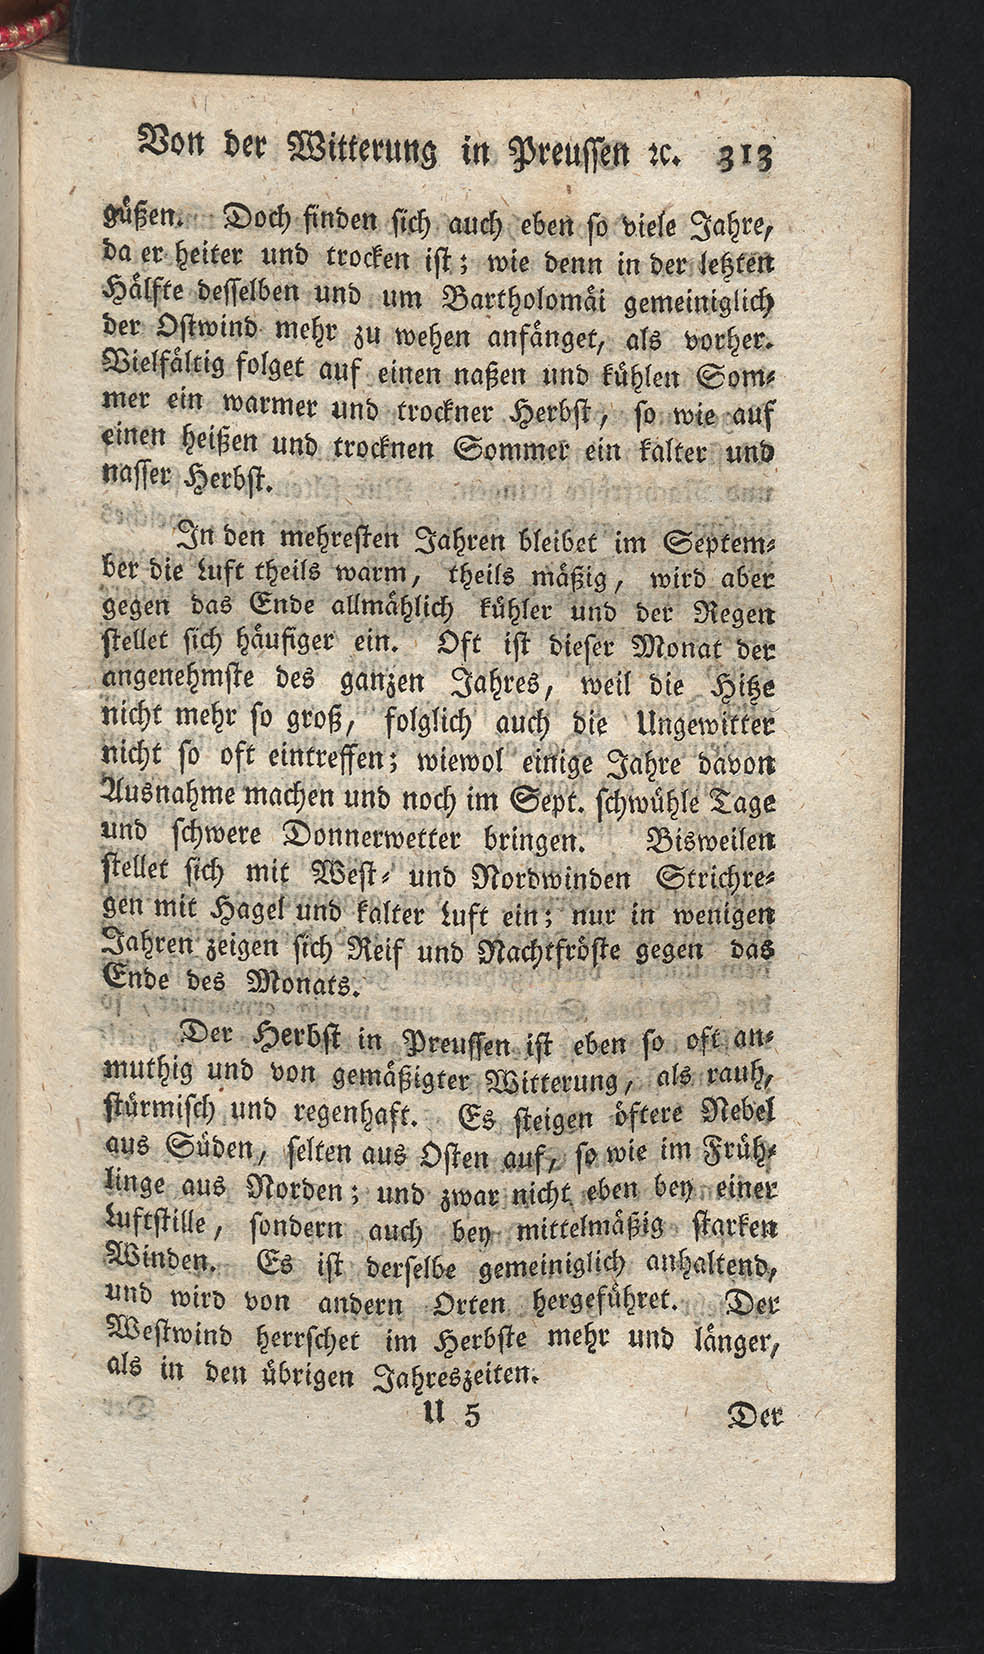 Von der Witterung in Preussen ꝛc. 313
güßen. Doch finden sich auch eben so viele Jahre,
da er heiter und trocken ist; wie denn in der letzten
Hälfte desselben und um Bartholomäi gemeiniglich
der Ostwind mehr zu wehen anfänget, als vorher.
Vielfältig folget auf einen naßen und kühlen Som-
mer ein warmer und trockner Herbst, so wie auf
einen heißen und trocknen Sommer ein kalter und
nasser Herbst.
In den mehresten Jahren bleibet im Septem-
ber die Luft theils warm, theils mäßig, wird aber
gegen das Ende allmählich kühler und der Regen
stellet sich häufiger ein. Oft ist dieser Monat der
angenehmste des ganzen Jahres, weil die Hitze
nicht mehr so groß, folglich auch die Ungewitter
nicht so oft eintreffen; wiewol einige Jahre davon
Ausnahme machen und noch im Sept. schwühle Tage
und schwere Donnerwetter bringen. Bisweilen
stellet sich mit West- und Nordwinden Strichre-
gen mit Hagel und kalter Luft ein; nur in wenigen
Jahren zeigen sich Reif und Nachtfröste gegen das
Ende des Monats.
Der Herbst in Preussen ist eben so oft an-
muthig und von gemäßigter Witterung, als rauh,
stürmisch und regenhaft. Es steigen öftere Nebel
aus Süden, selten aus Osten auf, so wie im Früh-
linge aus Norden; und zwar nicht eben bey einer
Luftstille, sondern auch bey mittelmäßig starken
Winden. Es ist derselbe gemeiniglich anhaltend,
und wird von andern Orten hergeführet. Der
Westwind herrschet im Herbste mehr und länger,
als in den übrigen Jahreszeiten.
U 5 Der